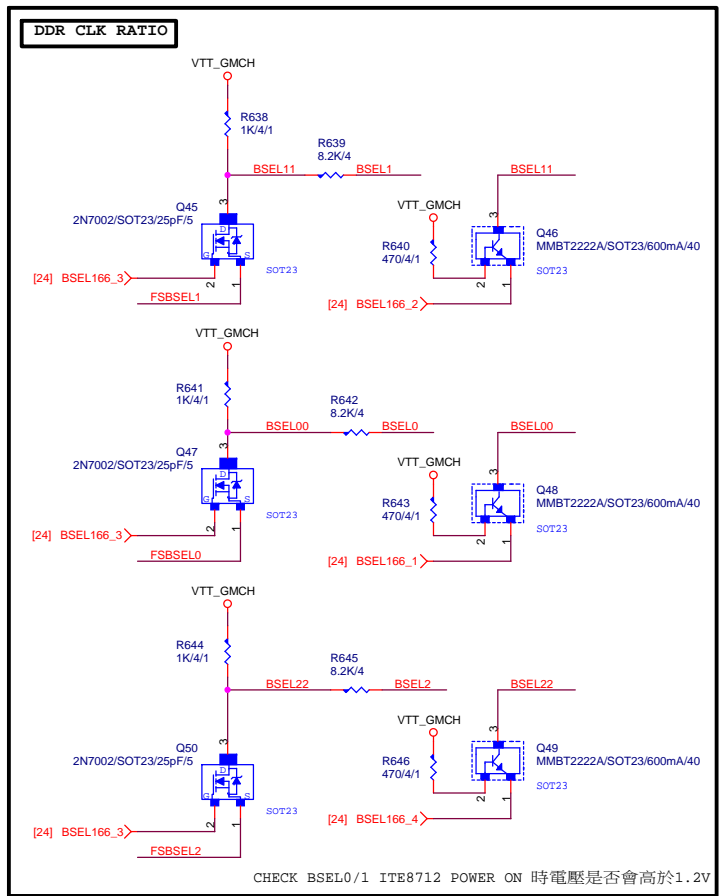 DDR CLK RATIO
VTT_GMCH
R638
1K/4/1
R639
8.2K/4
BSEL11
BSEL1
BSEL11
Q45
2N7002/SOT23/25pF/5
3
D
G
S
2
1
SOT23
[24] BSEL166_3
FSBSEL1
VTT_GMCH
R640
470/4/1
3
Q46
MMBT2222A/SOT23/600mA/40
SOT23
2
1
[24] BSEL166_2
VTT_GMCH
R641
1K/4/1
R642
8.2K/4
BSEL00
BSEL0
BSEL00
Q47
2N7002/SOT23/25pF/5
3
D
G
S
2
1
SOT23
[24] BSEL166_3
FSBSEL0
VTT_GMCH
R643
470/4/1
3
Q48
MMBT2222A/SOT23/600mA/40
SOT23
2
1
[24] BSEL166_1
VTT_GMCH
R644
1K/4/1
R645
8.2K/4
BSEL22
BSEL2
BSEL22
Q50
2N7002/SOT23/25pF/5
3
D
G
S
2
1
SOT23
[24] BSEL166_3
FSBSEL2
VTT_GMCH
R646
470/4/1
3
Q49
MMBT2222A/SOT23/600mA/40
SOT23
2
1
[24] BSEL166_4
CHECK BSEL0/1 ITE8712 POWER ON 時電壓是否會高於1.2V